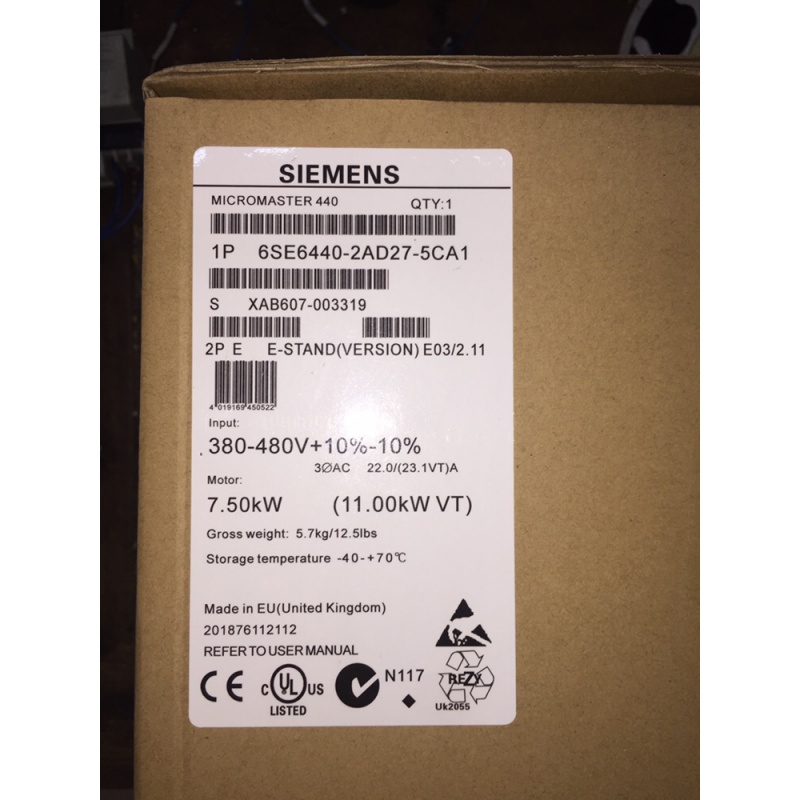 SIEMENS
MICROMASTER 440 QTY:1
1P 6SE6440-2AD27-5CA1
S XAB607-003319
2P E E-STAND(VERSION) E03/2.11
4 019169 450522
Input:
380-480V+10%-10%
3ØAC 22.0/(23.1VT)A
Motor:
7.50kW (11.00kW VT)
Gross weight: 5.7kg/12.5lbs
Storage temperature -40-+70℃
Made in EU(United Kingdom)
201876112112
REFER TO USER MANUAL
CE C UL US LISTED N117 RESY Uk2055